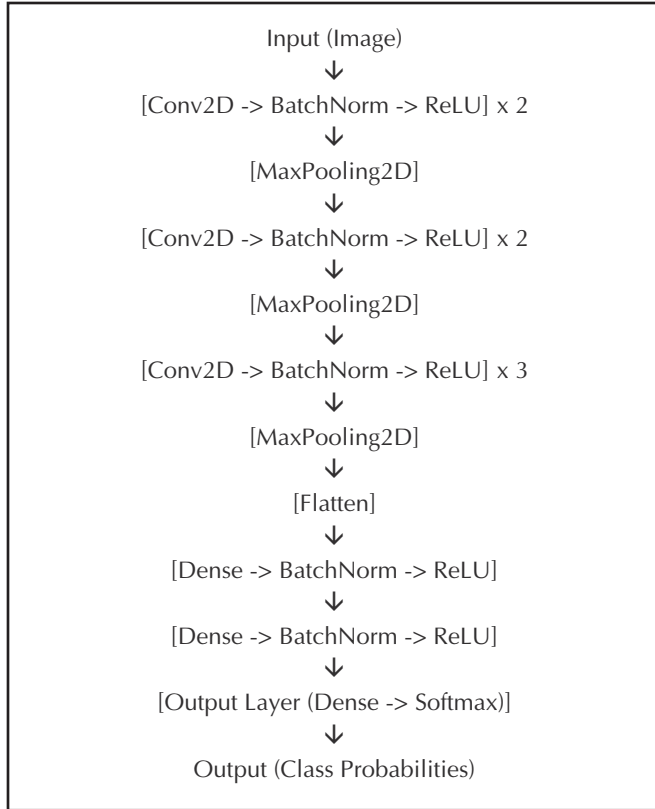 Input (Image)
↓
[Conv2D -> BatchNorm -> ReLU] x 2
↓
[MaxPooling2D]
↓
[Conv2D -> BatchNorm -> ReLU] x 2
↓
[MaxPooling2D]
↓
[Conv2D -> BatchNorm -> ReLU] x 3
↓
[MaxPooling2D]
↓
[Flatten]
↓
[Dense -> BatchNorm -> ReLU]
↓
[Dense -> BatchNorm -> ReLU]
↓
[Output Layer (Dense -> Softmax)]
↓
Output (Class Probabilities)